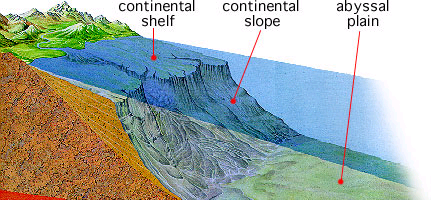 continental
shelf
continental
slope
abyssal
plain